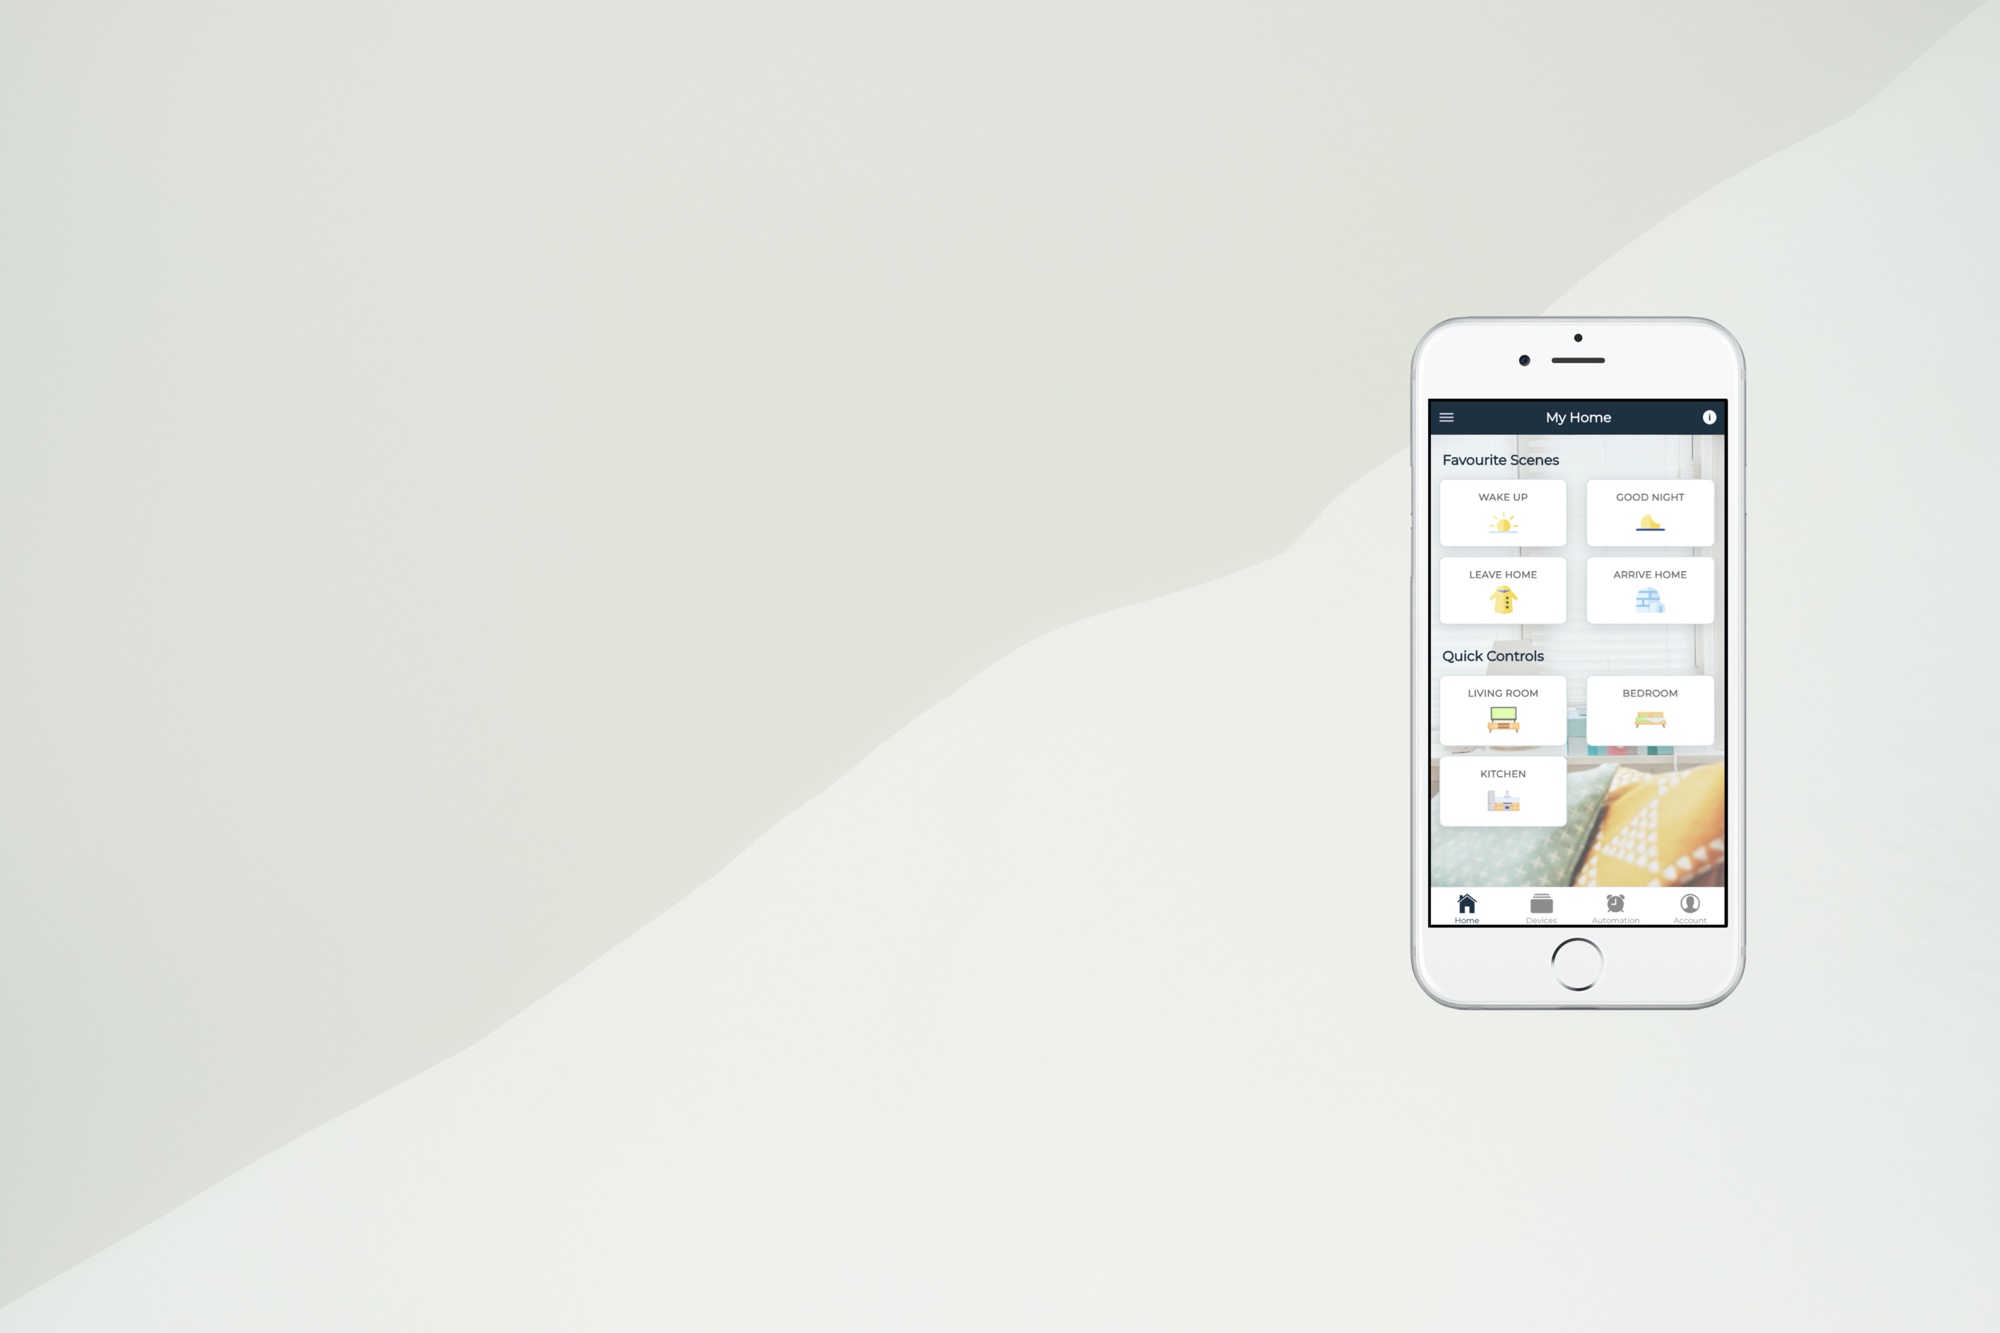 My Home
Favourite Scenes
WAKE UP
GOOD NIGHT
LEAVE HOME
ARRIVE HOME
Quick Controls
LIVING ROOM
BEDROOM
KITCHEN
Home
Devices
Automation
Account